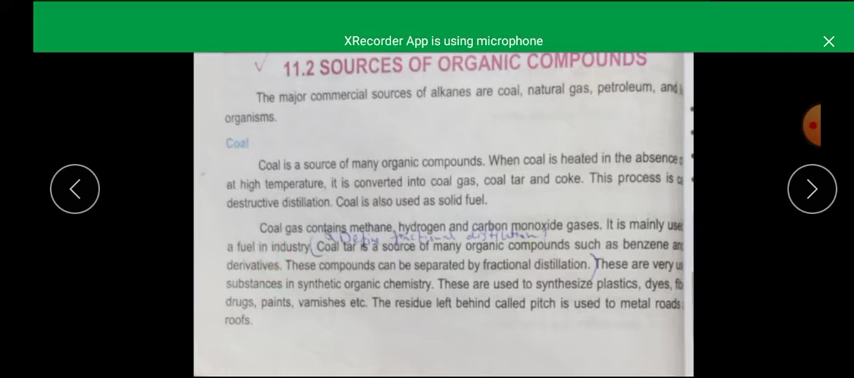 XRecorder App is using microphone
11.2 SOURCES OF ORGANIC COMPOUNDS
The major commercial sources of alkanes are coal, natural gas, petroleum, and
organisms.
Coal
Coal is a source of many organic compounds. When coal is heated in the absence
at high temperature, it is converted into coal gas, coal tar and coke. This process is
destructive distillation. Coal is also used as solid fuel.
Coal gas contains methane, hydrogen and carbon monoxide gases. It is mainly use
Define fractional distillation
a fuel in industry. (Coal tar is a source of many organic compounds such as benzene an
derivatives. These compounds can be separated by fractional distillation.) These are very u
substances in synthetic organic chemistry. These are used to synthesize plastics, dyes, fib
drugs, paints, varnishes etc. The residue left behind called pitch is used to metal roads
roofs.